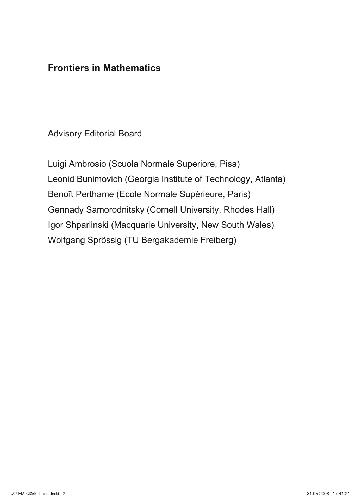 Frontiers in Mathematics
Advisory Editorial Board
Luigi Ambrosio (Scuola Normale Superiore, Pisa)
Leonid Bunimovich (Georgia Institute of Technology, Atlanta)
Benoît Perthame (Ecole Normale Supérieure, Paris)
Gennady Samorodnitsky (Cornell University, Rhodes Hall)
Igor Shparlinski (Macquarie University, New South Wales)
Wolfgang Sprössig (TU Bergakademie Freiberg)